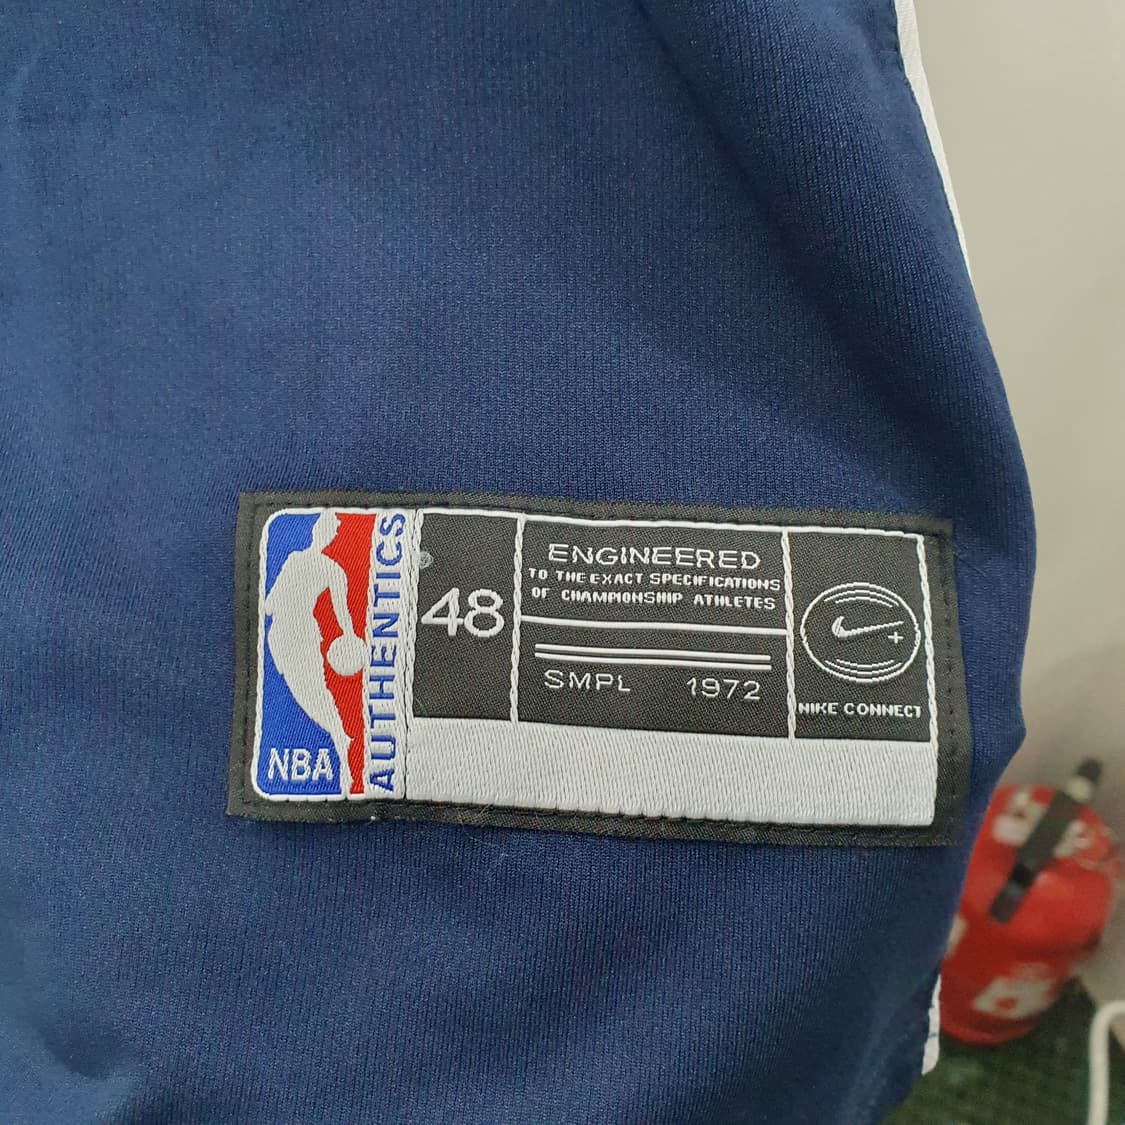 NBA
AUTHENTICS
48
ENGINEERED
TO THE EXACT SPECIFICATIONS
OF CHAMPIONSHIP ATHLETES
SMPL 1972
NIKE CONNECT